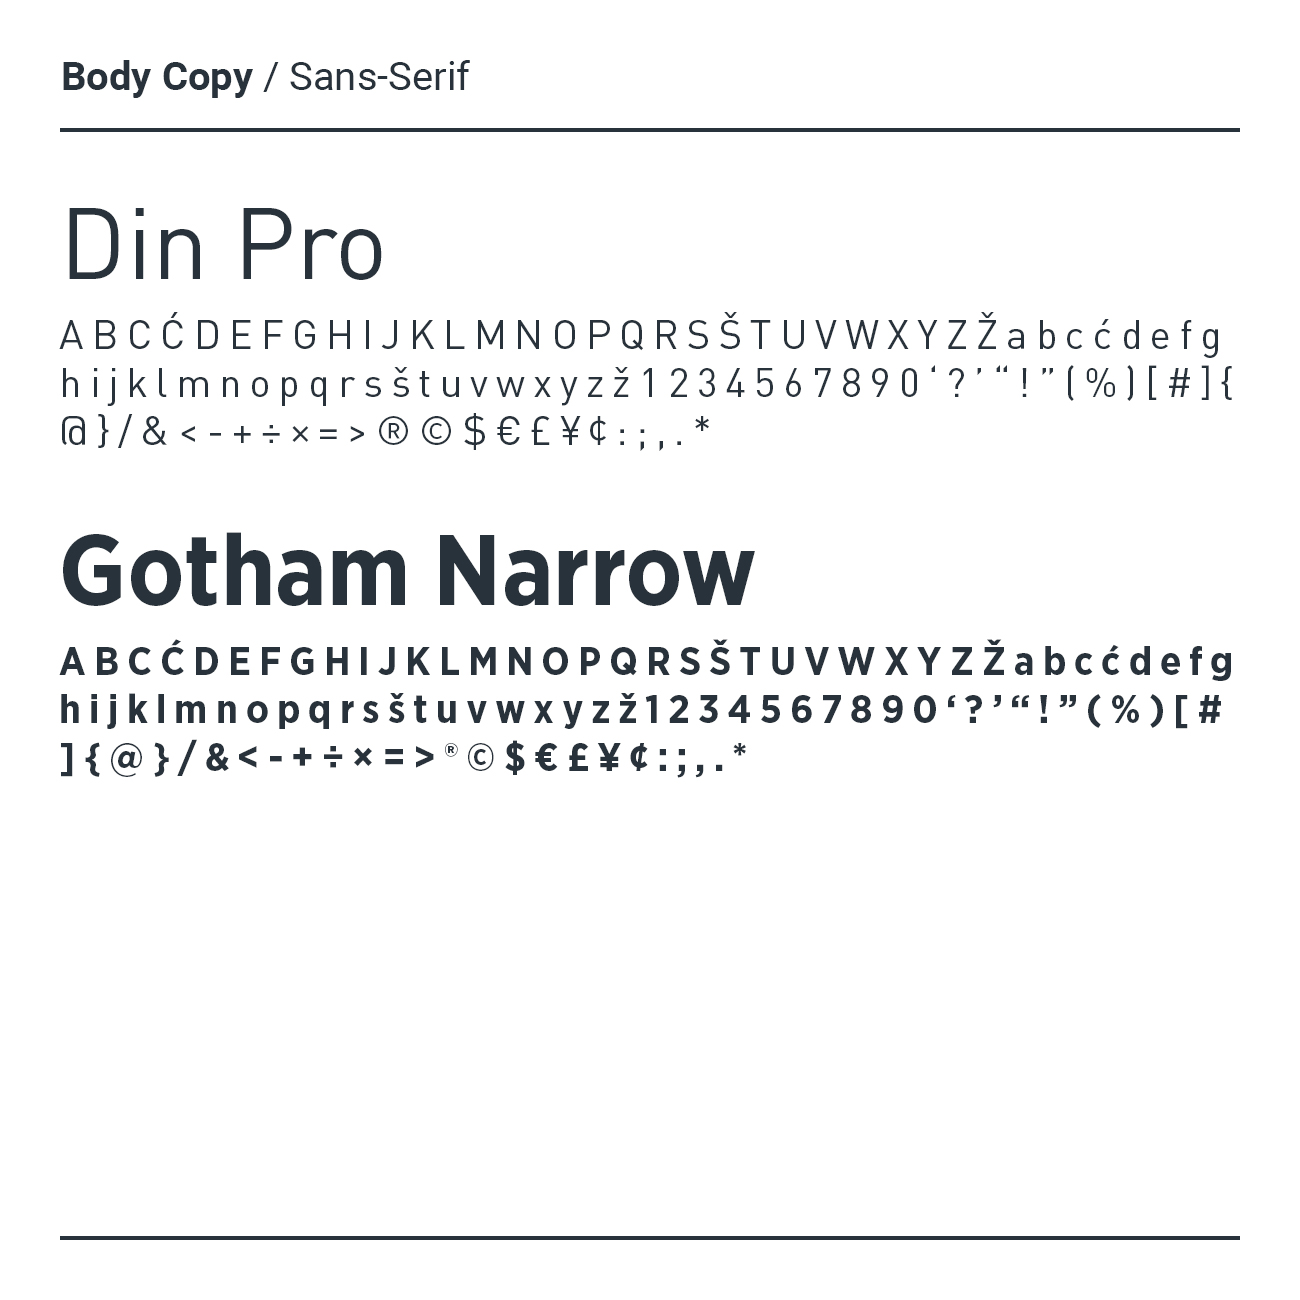 Body Copy / Sans-Serif
Din Pro
A B C Ć D E F G H I J K L M N O P Q R S Š T U V W X Y Z Ž a b c ć d e f g
h i j k l m n o p q r s š t u v w x y z ž 1 2 3 4 5 6 7 8 9 0 ‘ ? ’ “ ! ” ( % ) [ # ] {
@ } / & < - + ÷ × = > ® © $ € £ ¥ ¢ : ; , . *
Gotham Narrow
A B C Ć D E F G H I J K L M N O P Q R S Š T U V W X Y Z Ž a b c ć d e f g
h i j k l m n o p q r s š t u v w x y z ž 1 2 3 4 5 6 7 8 9 0 ‘ ? ’ “ ! ” ( % ) [ #
] { @ } / & < - + ÷ × = > ® © $ € £ ¥ ¢ : ; , . *